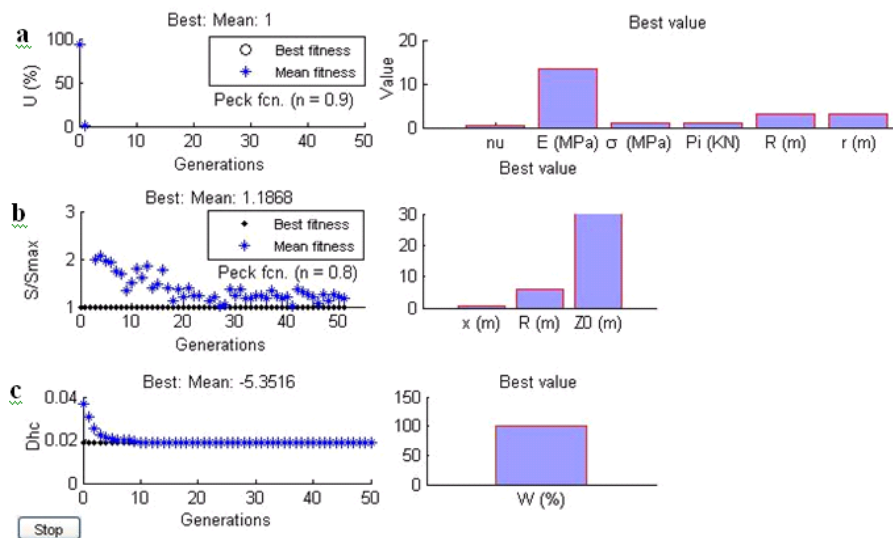 a
Best: Mean: 1
U (%)
100
50
0
Best fitness
Mean fitness
Peck fcn. (n = 0.9)
0 10 20 30 40 50
Generations
Best value
Value
20
10
0
nu E (MPa) σ (MPa) Pi (KN) R (m) r (m)
b
Best: Mean: 1.1868
S/Smax
3
2
1
Best fitness
Mean fitness
Peck fcn. (n = 0.8)
0 10 20 30 40 50
Generations
Best value
30
20
10
0
x (m) R (m) Z0 (m)
c
Best: Mean: -5.3516
Dhc
0.04
0.02
0
0 10 20 30 40 50
Generations
Best value
150
100
50
0
W (%)
Stop